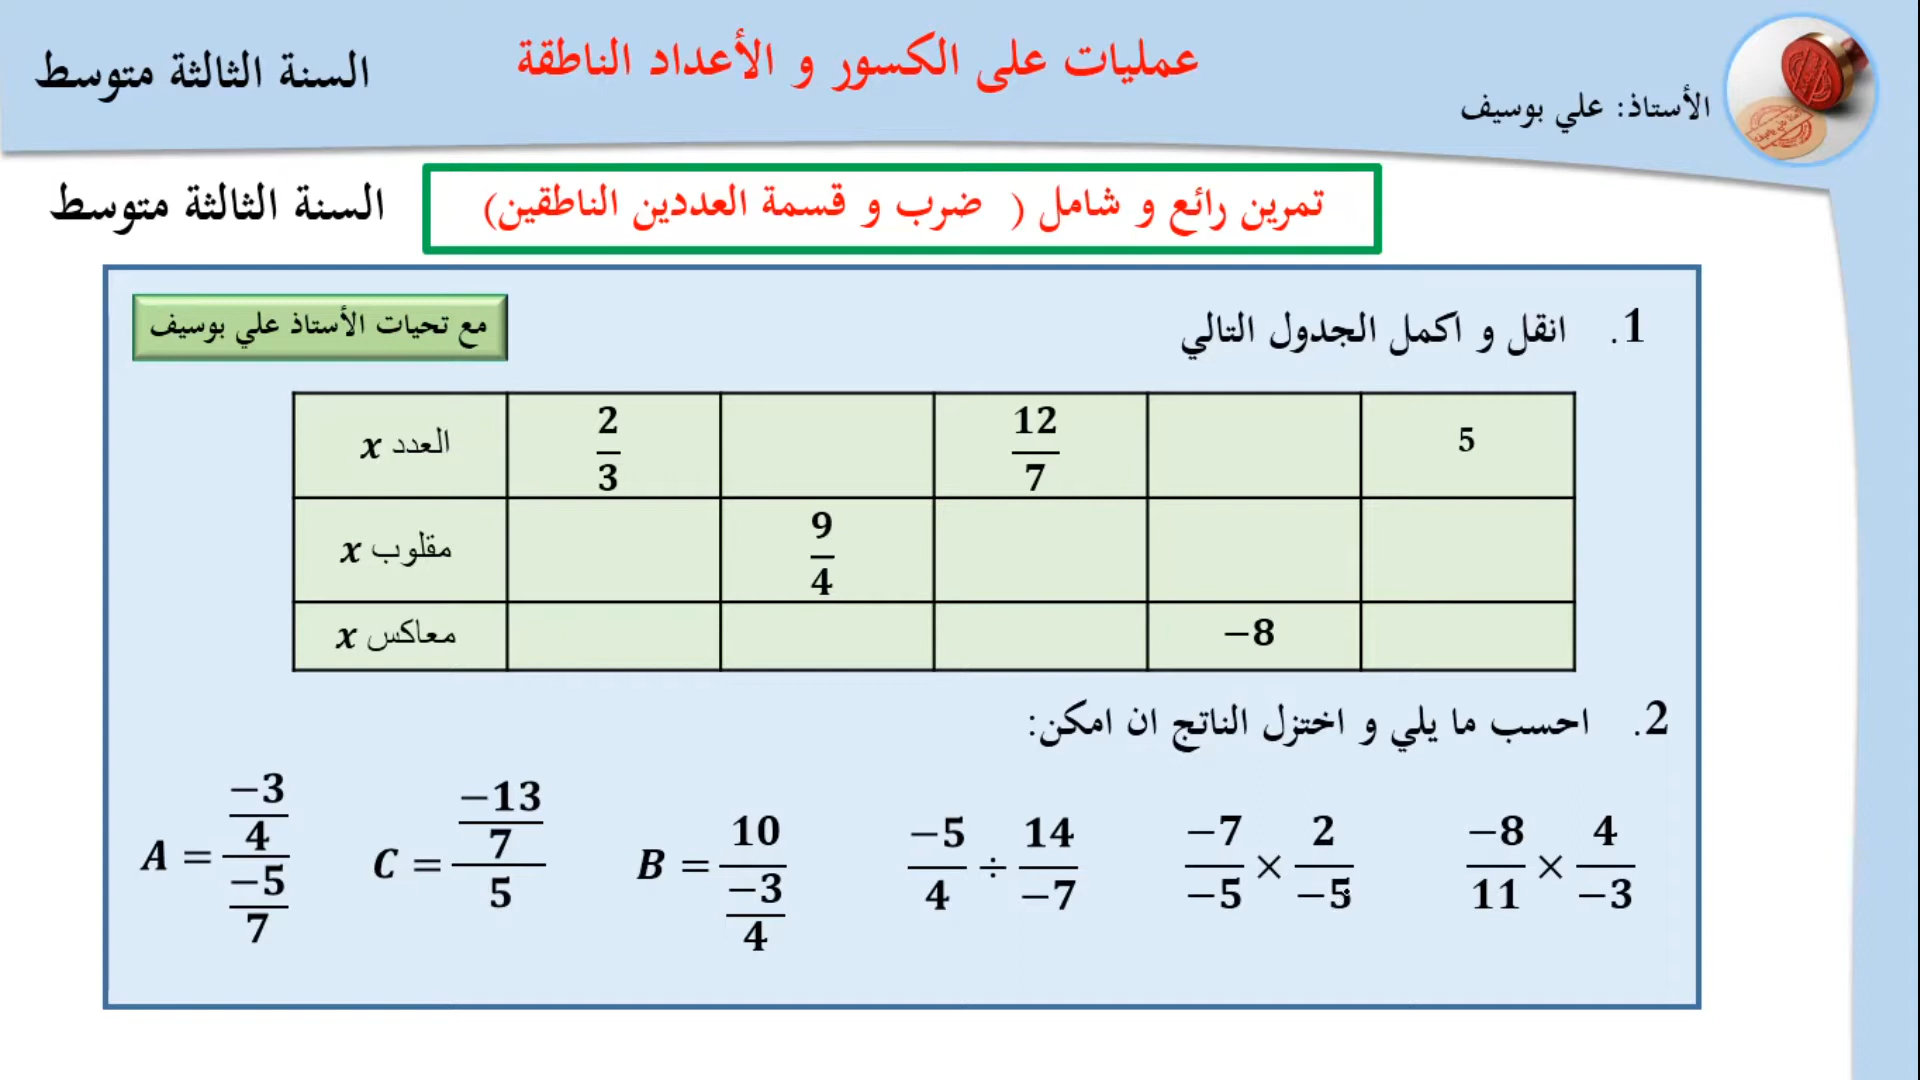 عمليات على الكسور و الأعداد الناطقة
السنة الثالثة متوسط
الأستاذ: علي بوسيف
تمرين رائع و شامل ( ضرب و قسمة العددين الناطقين)
السنة الثالثة متوسط
مع تحيات الأستاذ علي بوسيف
1. انقل و اكمل الجدول التالي
العدد x 2/3 12/7 5
مقلوب x 9/4
معاكس x −8
2. احسب ما يلي و اختزل الناتج ان امكن:
A = (−3/4)/(−5/7) C = (−13/7)/5 B = 10/(−3/4) −5/4 ÷ 14/−7 −7/−5 × 2/−5 −8/11 × 4/−3